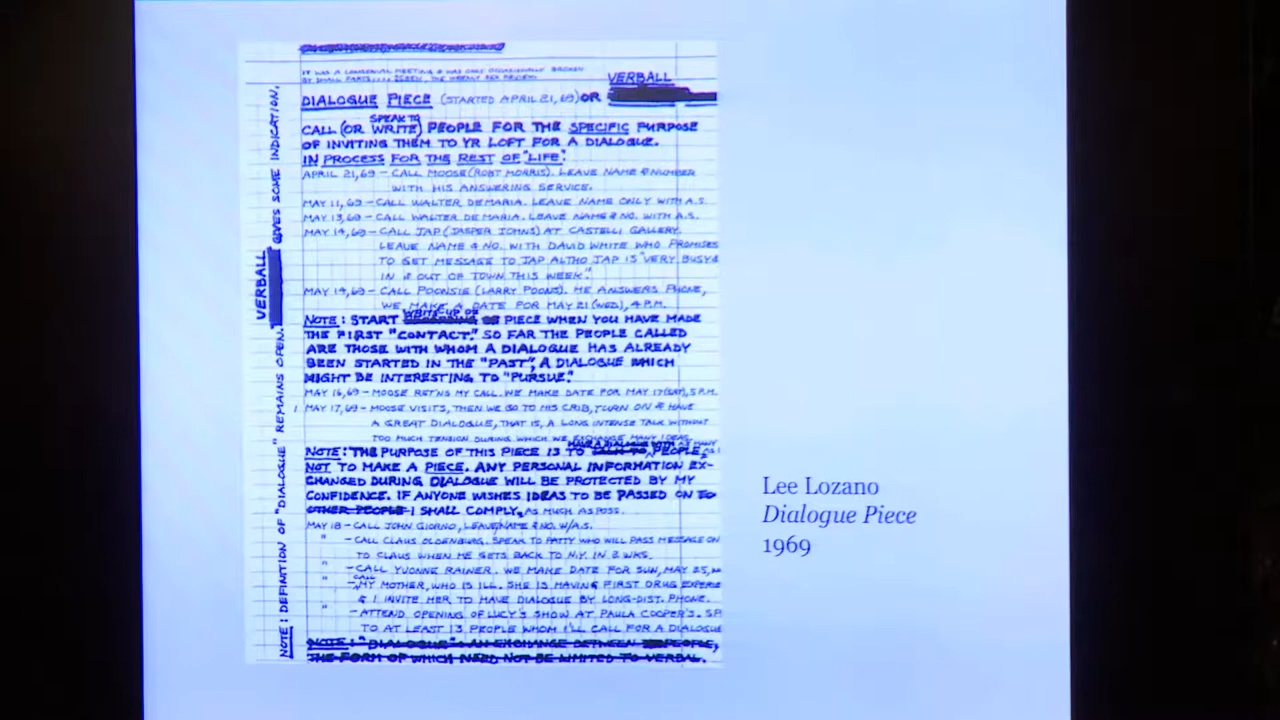 IT WAS A CONSENSUAL MEETING & WAS ONLY OCCASIONALLY BROKEN
BY SMALL
VERBALL
DIALOGUE PIECE (STARTED APRIL 21, 69) OR
SPEAK TO
CALL (OR WRITE) PEOPLE FOR THE SPECIFIC PURPOSE
OF INVITING THEM TO YR LOFT FOR A DIALOGUE.
IN PROCESS FOR THE REST OF "LIFE".
APRIL 21, 69 – CALL MOOSE (ROBT MORRIS). LEAVE NAME & NUMBER
WITH HIS ANSWERING SERVICE.
MAY 11, 69 – CALL WALTER DEMARIA. LEAVE NAME ONLY WITH A.S.
MAY 13, 69 – CALL WALTER DE MARIA. LEAVE NAME & NO. WITH A.S.
MAY 14, 69 – CALL JAP (JASPER JOHNS) AT CASTELLI GALLERY.
LEAVE NAME & NO. WITH DAVID WHITE WHO PROMISES
TO GET MESSAGE TO JAP ALTHO JAP IS "VERY BUSY &
IN & OUT OF TOWN THIS WEEK."
MAY 14, 69 – CALL POONSIE (LARRY POONS). HE ANSWERS PHONE,
WE MAKE A DATE FOR MAY 21 (WED), 4 P.M.
WRITE-UP OF
NOTE: START PIECE WHEN YOU HAVE MADE
THE FIRST "CONTACT." SO FAR THE PEOPLE CALLED
ARE THOSE WITH WHOM A DIALOGUE HAS ALREADY
BEEN STARTED IN THE "PAST", A DIALOGUE WHICH
MIGHT BE INTERESTING TO "PURSUE."
MAY 16, 69 – MOOSE RET'NS MY CALL. WE MAKE DATE FOR MAY 17 (SAT), 5 P.M.
MAY 17, 69 – MOOSE VISITS, THEN WE GO TO HIS CRIB, TURN ON & HAVE
A GREAT DIALOGUE, THAT IS, A LONG INTENSE TALK WITHOUT
TOO MUCH TENSION DURING WHICH WE EXCHANGE MANY IDEAS.
HAVE A DIALOGUE WITH AS MANY
NOTE: THE PURPOSE OF THIS PIECE IS TO TALK TO PEOPLE,
NOT TO MAKE A PIECE. ANY PERSONAL INFORMATION EX-
CHANGED DURING DIALOGUE WILL BE PROTECTED BY MY
CONFIDENCE. IF ANYONE WISHES IDEAS TO BE PASSED ON TO
OTHER PEOPLE I SHALL COMPLY, AS MUCH AS POSS.
MAY 18 – CALL JOHN GIORNO, LEAVE NAME & NO. W/A.S.
" – CALL CLAUS OLDENBURG. SPEAK TO PATTY WHO WILL PASS MESSAGE ON
TO CLAUS WHEN HE GETS BACK TO N.Y. IN 2 WKS.
" – CALL YVONNE RAINER. WE MAKE DATE FOR SUN, MAY 25,
CALL
" – MY MOTHER, WHO IS ILL. SHE IS HAVING FIRST DRUG EXPERIE
& I INVITE HER TO HAVE DIALOGUE BY LONG-DIST. PHONE.
" – ATTEND OPENING OF LUCY'S SHOW AT PAULA COOPER'S. SP
TO AT LEAST 13 PEOPLE WHOM I'LL CALL FOR A DIALOGUE
NOTE: "DIALOGUE": AN EXCHANGE BETWEEN PEOPLE,
THE FORM OF WHICH NEED NOT BE LIMITED TO VERBAL.
NOTE: DEFINITION OF "DIALOGUE" REMAINS OPEN. VERBALL GIVES SOME INDICATION,
Lee Lozano
Dialogue Piece
1969